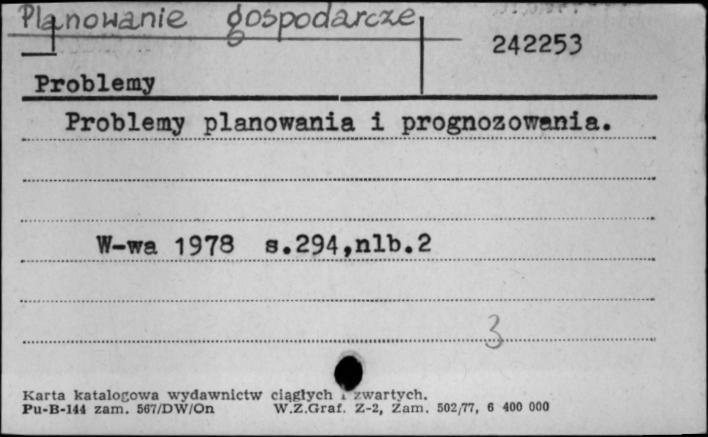 Planowanie gospodarcze
242253
Problemy
Problemy planowania i prognozowania.
W-wa 1978 s.294,nlb.2
3
Karta katalogowa wydawnictw ciągłych i zwartych.
Pu-B-144 zam. 567/DW/On W.Z.Graf. Z-2, Zam. 502/77, 6 400 000